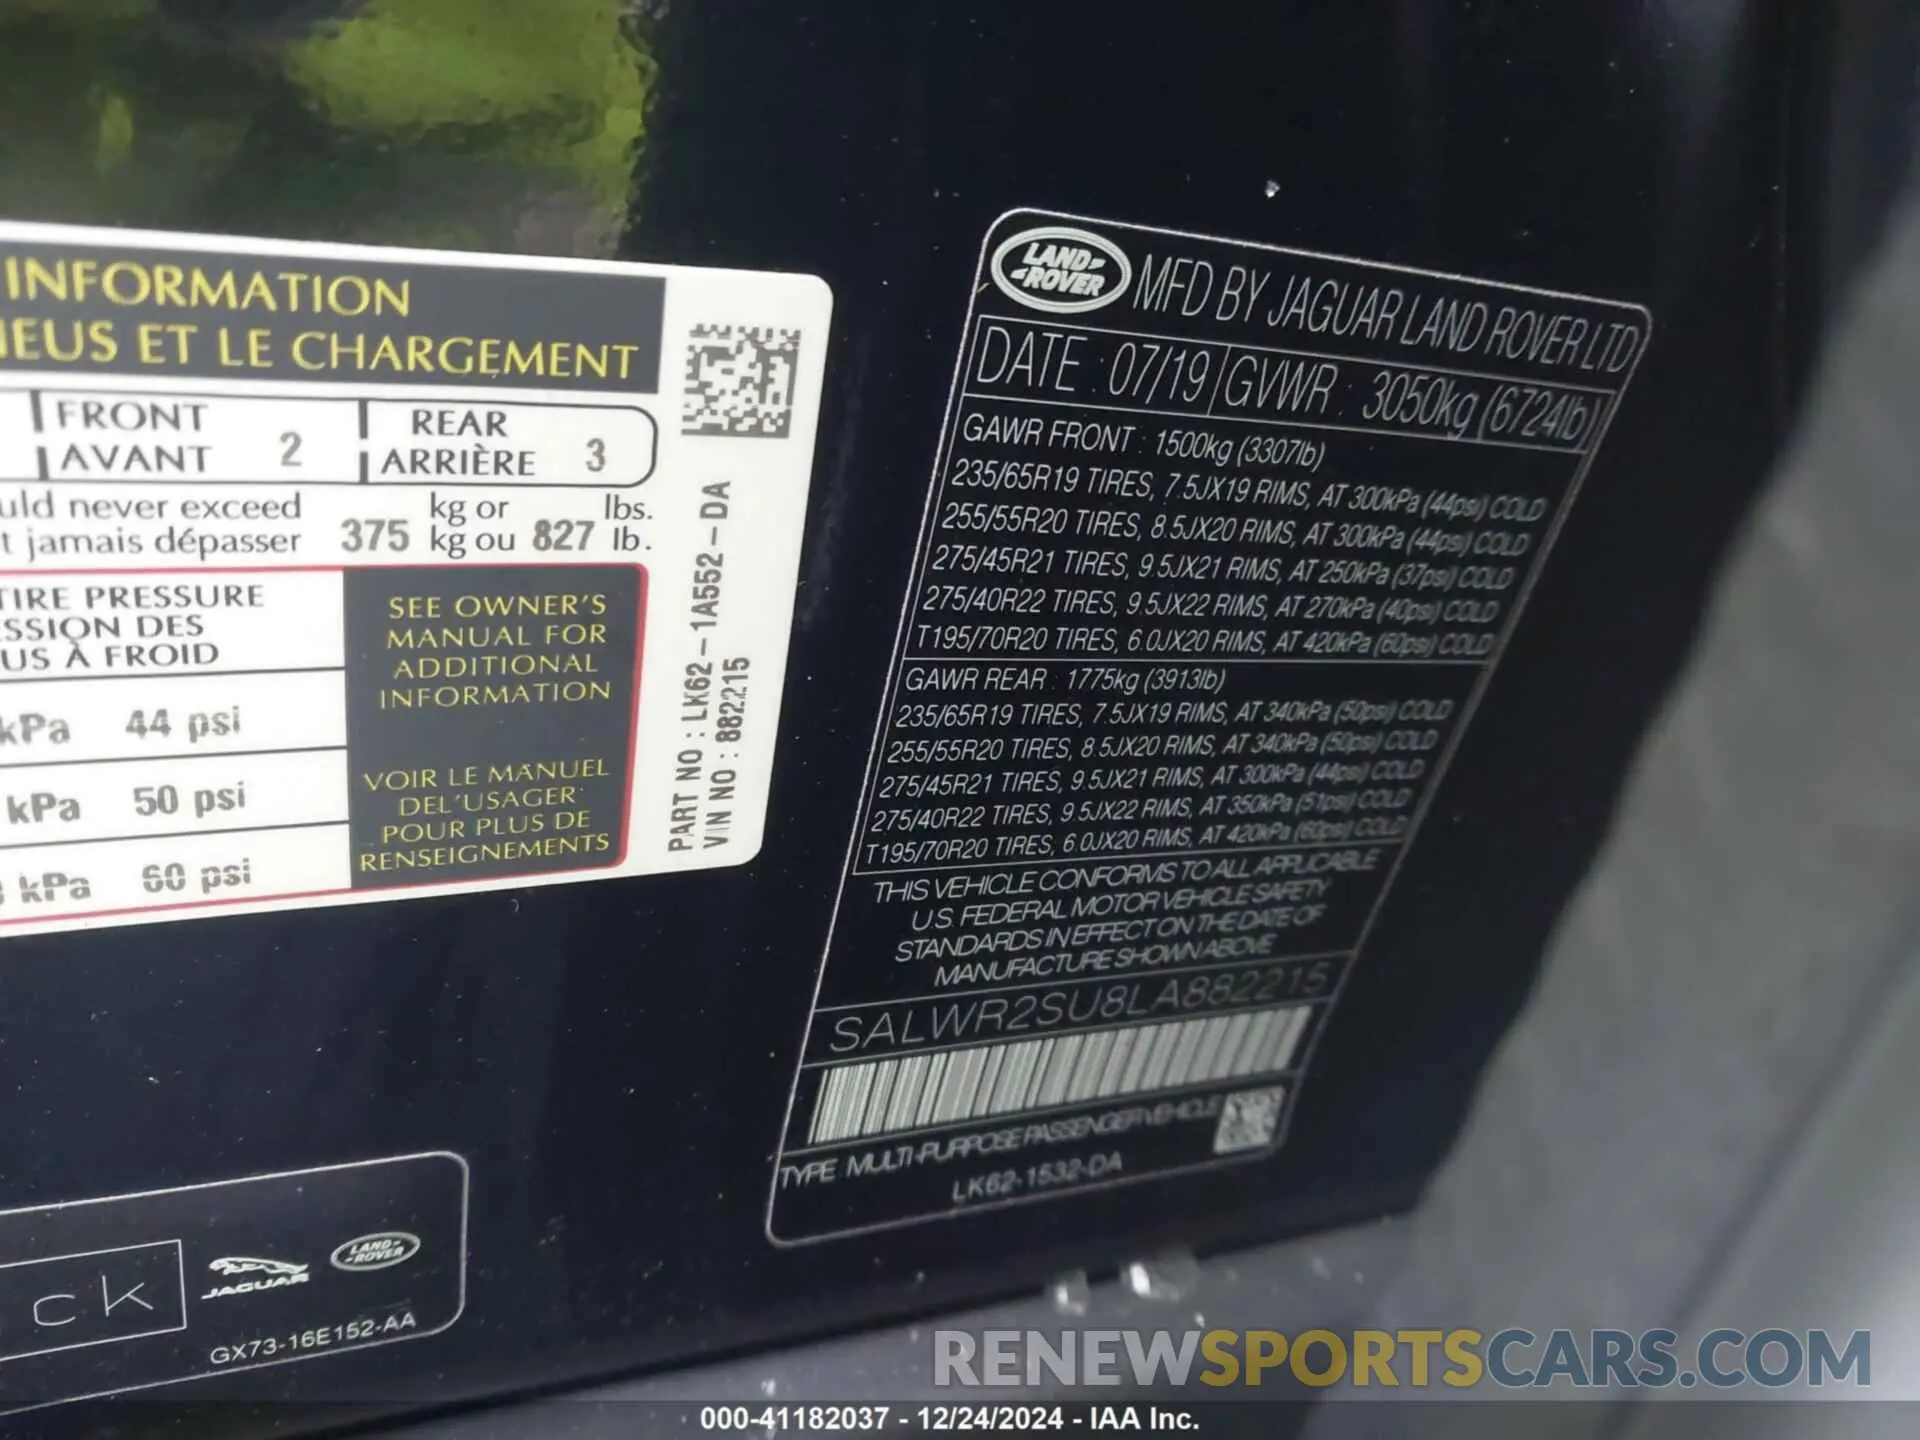 INFORMATION
NEUS ET LE CHARGEMENT
FRONT
AVANT 2
REAR
ARRIÈRE 3
uld never exceed 375 kg or 827 lbs.
t jamais dépasser kg ou lb.
TIRE PRESSURE
SSION DES
US À FROID
kPa 44 psi
kPa 50 psi
kPa 60 psi
SEE OWNER'S
MANUAL FOR
ADDITIONAL
INFORMATION
VOIR LE MANUEL
DEL'USAGER
POUR PLUS DE
RENSEIGNEMENTS
PART NO : LK62-1A552-DA
VIN NO : 882215
LAND ROVER MFD BY JAGUAR LAND ROVER LTD
DATE : 07/19 GVWR : 3050kg (6724lb)
GAWR FRONT : 1500kg (3307lb)
235/65R19 TIRES, 7.5JX19 RIMS, AT 300kPa (44psi) COLD
255/55R20 TIRES, 8.5JX20 RIMS, AT 300kPa (44psi) COLD
275/45R21 TIRES, 9.5JX21 RIMS, AT 250kPa (37psi) COLD
275/40R22 TIRES, 9.5JX22 RIMS, AT 270kPa (40psi) COLD
T195/70R20 TIRES, 6.0JX20 RIMS, AT 420kPa (60psi) COLD
GAWR REAR : 1775kg (3913lb)
235/65R19 TIRES, 7.5JX19 RIMS, AT 340kPa (50psi) COLD
255/55R20 TIRES, 8.5JX20 RIMS, AT 340kPa (50psi) COLD
275/45R21 TIRES, 9.5JX21 RIMS, AT 300kPa (44psi) COLD
275/40R22 TIRES, 9.5JX22 RIMS, AT 350kPa (51psi) COLD
T195/70R20 TIRES, 6.0JX20 RIMS, AT 420kPa (60psi) COLD
THIS VEHICLE CONFORMS TO ALL APPLICABLE
U.S. FEDERAL MOTOR VEHICLE SAFETY
STANDARDS IN EFFECT ON THE DATE OF
MANUFACTURE SHOWN ABOVE
SALWR2SU8LA882215
TYPE MULTI-PURPOSE PASSENGER VEHICLE
LK62-1532-DA
ck
JAGUAR
LAND ROVER
GX73-16E152-AA
RENEWSPORTSCARS.COM
000-41182037 - 12/24/2024 - IAA Inc.